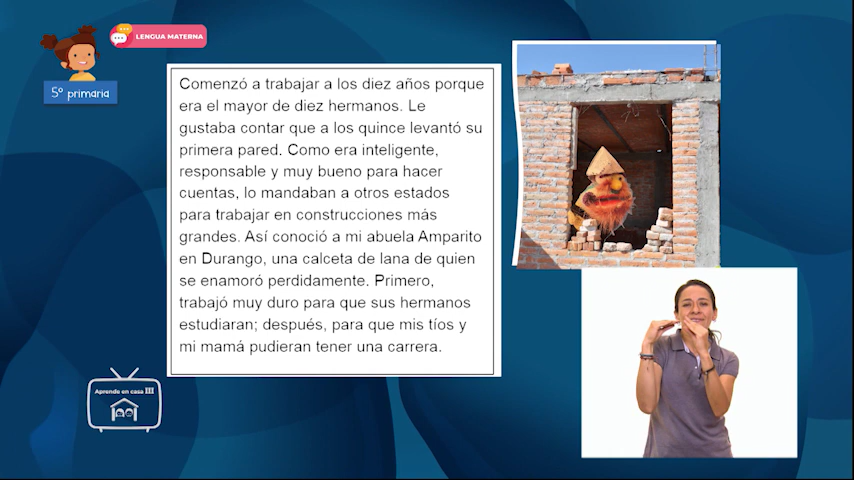 LENGUA MATERNA
5º primaria
Comenzó a trabajar a los diez años porque
era el mayor de diez hermanos. Le
gustaba contar que a los quince levantó su
primera pared. Como era inteligente,
responsable y muy bueno para hacer
cuentas, lo mandaban a otros estados
para trabajar en construcciones más
grandes. Así conoció a mi abuela Amparito
en Durango, una calceta de lana de quien
se enamoró perdidamente. Primero,
trabajó muy duro para que sus hermanos
estudiaran; después, para que mis tíos y
mi mamá pudieran tener una carrera.
Aprende en casa III